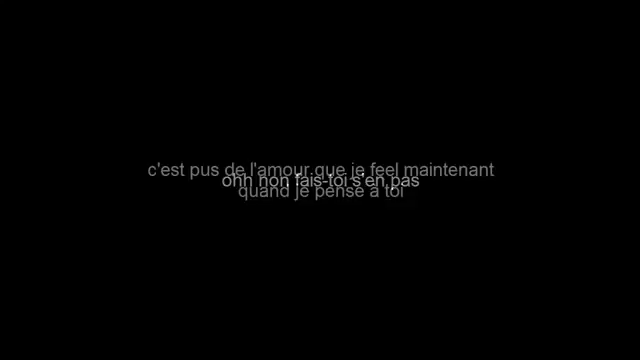 c'est pus de l'amour que je feel maintenant
ohh non fais-toi s'en pas
quand je pense à toi